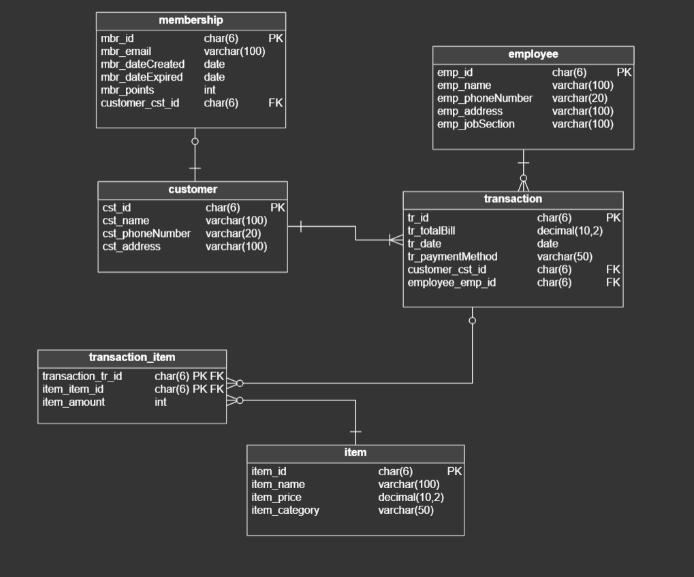 membership
mbr_id char(6) PK
mbr_email varchar(100)
mbr_dateCreated date
mbr_dateExpired date
mbr_points int
customer_cst_id char(6) FK
employee
emp_id char(6) PK
emp_name varchar(100)
emp_phoneNumber varchar(20)
emp_address varchar(100)
emp_jobSection varchar(100)
customer
cst_id char(6) PK
cst_name varchar(100)
cst_phoneNumber varchar(20)
cst_address varchar(100)
transaction
tr_id char(6) PK
tr_totalBill decimal(10,2)
tr_date date
tr_paymentMethod varchar(50)
customer_cst_id char(6) FK
employee_emp_id char(6) FK
transaction_item
transaction_tr_id char(6) PK FK
item_item_id char(6) PK FK
item_amount int
item
item_id char(6) PK
item_name varchar(100)
item_price decimal(10,2)
item_category varchar(50)